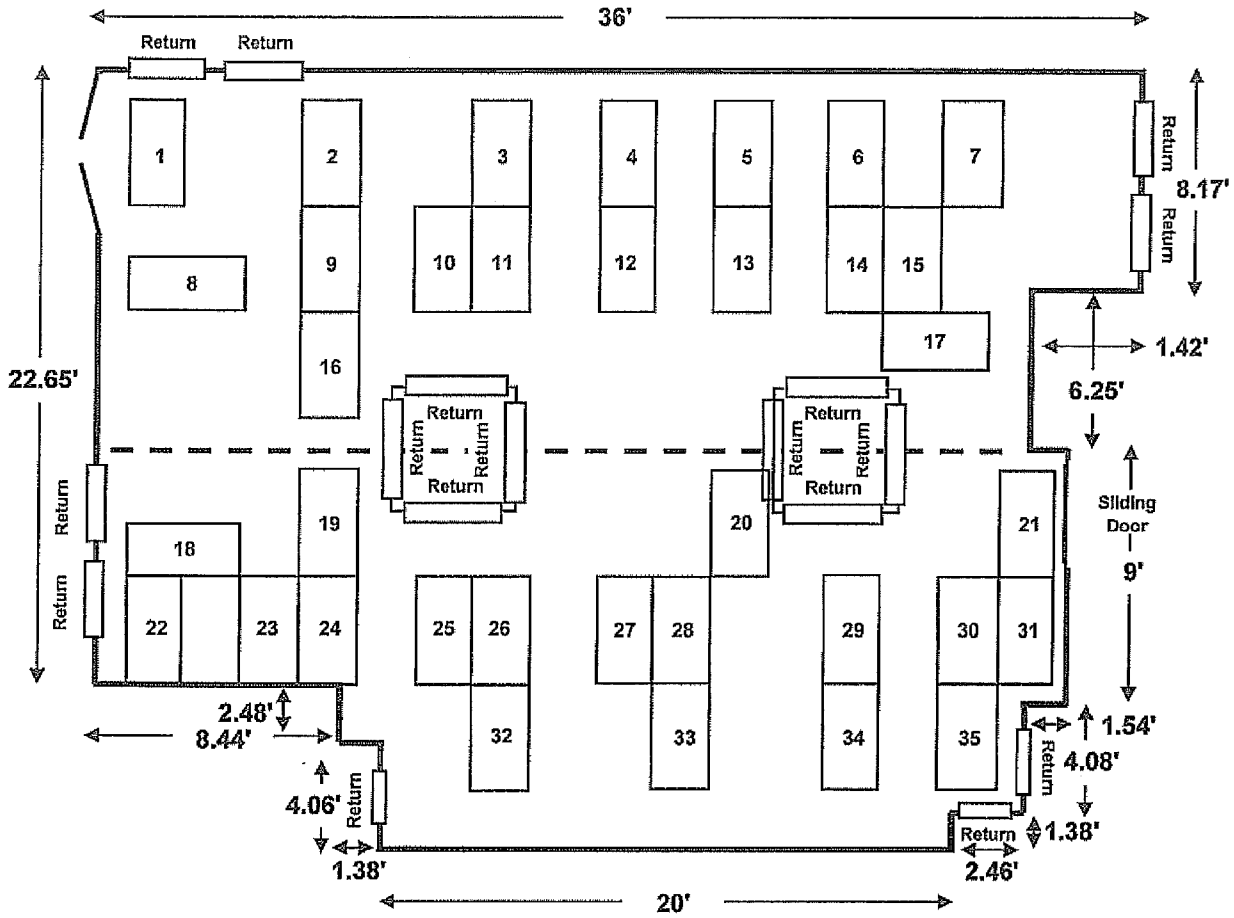 36'
Return Return
1 2 3 4 5 6 7
Return
8.17'
Return
8 9 10 11 12 13 14 15
17
1.42'
16
22.65'
6.25'
Return
Return
Return
Return
Return
Return
Return
Return
19
20
21
Sliding
Door
9'
Return
18
Return
22 23 24 25 26 27 28 29 30 31
2.48'
8.44'
32 33 34 35
1.54'
4.08'
Return
4.06'
Return
Return
1.38'
1.38'
2.46'
20'